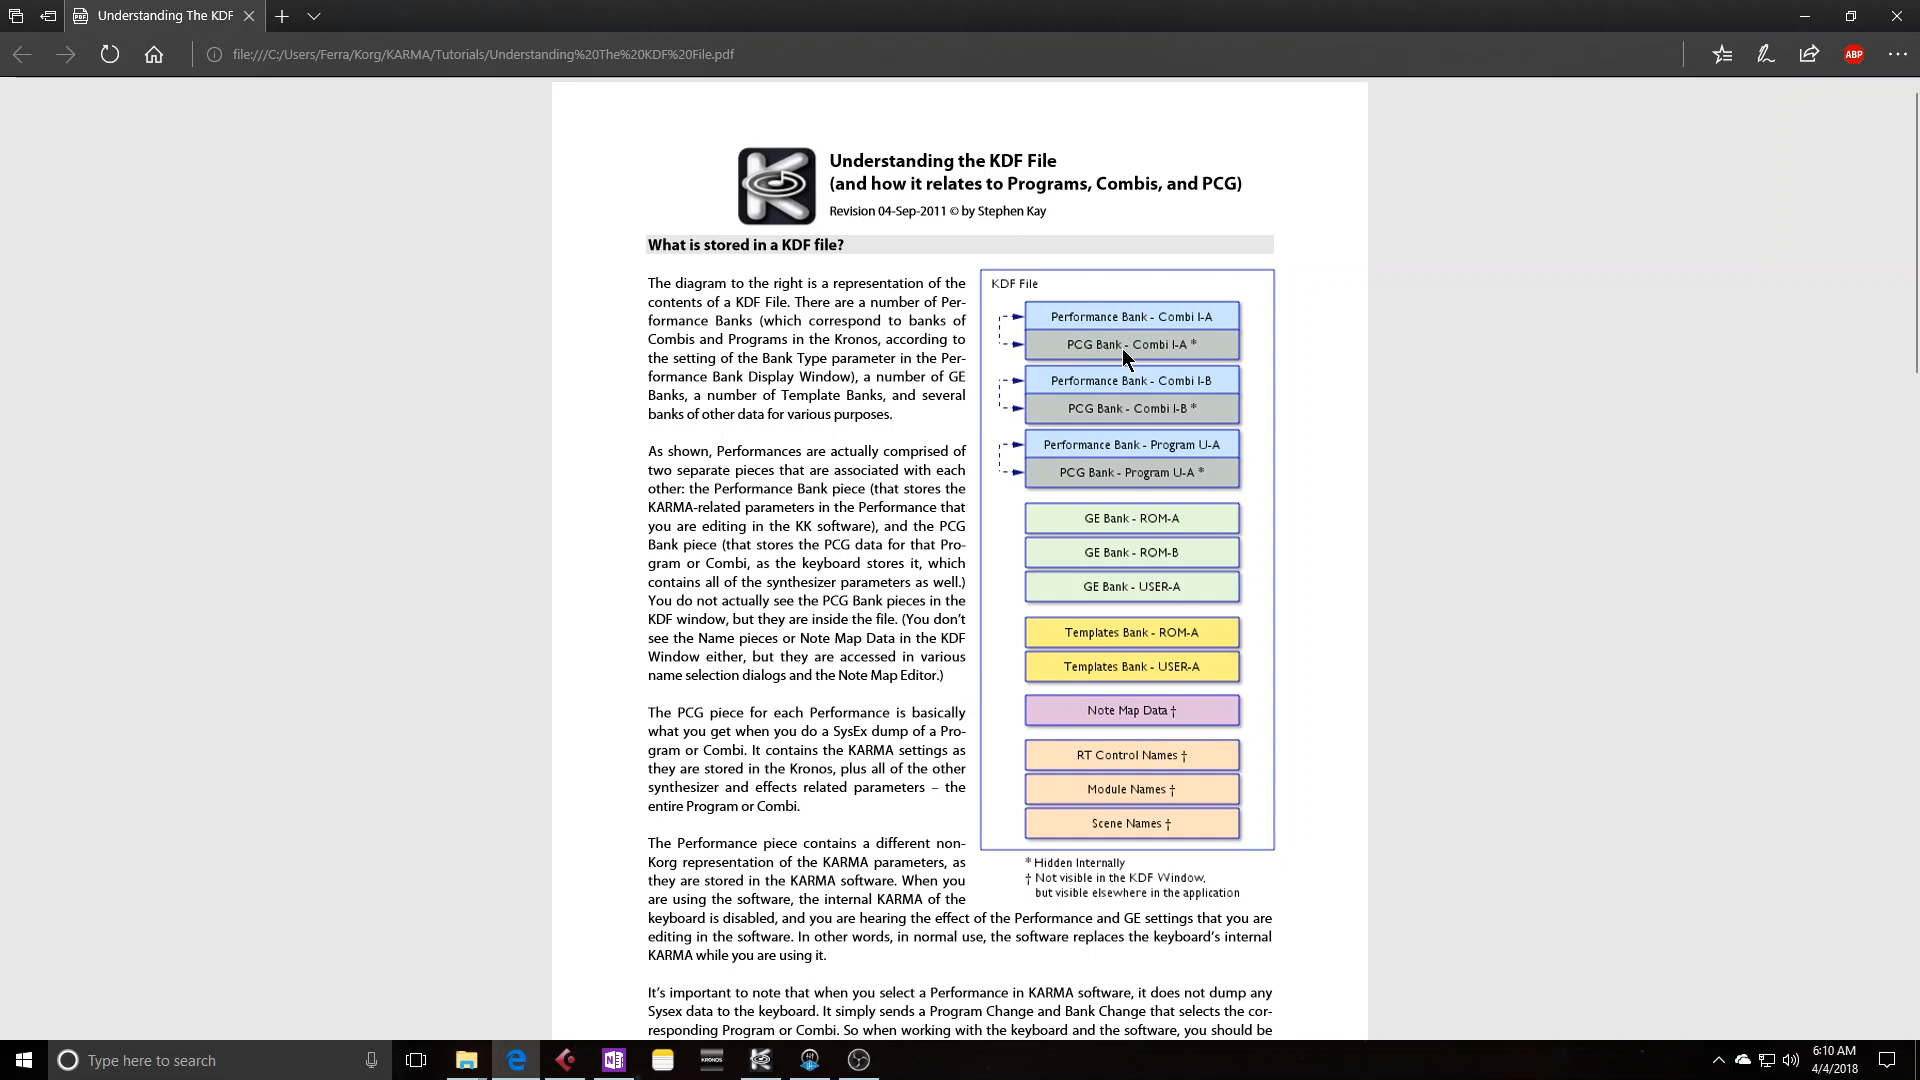 Understanding The KDF
file:///C:/Users/Ferra/Korg/KARMA/Tutorials/Understanding%20The%20KDF%20File.pdf
ABP
Understanding the KDF File
(and how it relates to Programs, Combis, and PCG)
Revision 04-Sep-2011 © by Stephen Kay
What is stored in a KDF file?
The diagram to the right is a representation of the
contents of a KDF File. There are a number of Per-
formance Banks (which correspond to banks of
Combis and Programs in the Kronos, according to
the setting of the Bank Type parameter in the Per-
formance Bank Display Window), a number of GE
Banks, a number of Template Banks, and several
banks of other data for various purposes.
As shown, Performances are actually comprised of
two separate pieces that are associated with each
other: the Performance Bank piece (that stores the
KARMA-related parameters in the Performance that
you are editing in the KK software), and the PCG
Bank piece (that stores the PCG data for that Pro-
gram or Combi, as the keyboard stores it, which
contains all of the synthesizer parameters as well.)
You do not actually see the PCG Bank pieces in the
KDF window, but they are inside the file. (You don't
see the Name pieces or Note Map Data in the KDF
Window either, but they are accessed in various
name selection dialogs and the Note Map Editor.)
The PCG piece for each Performance is basically
what you get when you do a SysEx dump of a Pro-
gram or Combi. It contains the KARMA settings as
they are stored in the Kronos, plus all of the other
synthesizer and effects related parameters – the
entire Program or Combi.
The Performance piece contains a different non-
Korg representation of the KARMA parameters, as
they are stored in the KARMA software. When you
are using the software, the internal KARMA of the
keyboard is disabled, and you are hearing the effect of the Performance and GE settings that you are
editing in the software. In other words, in normal use, the software replaces the keyboard's internal
KARMA while you are using it.
It's important to note that when you select a Performance in KARMA software, it does not dump any
Sysex data to the keyboard. It simply sends a Program Change and Bank Change that selects the cor-
responding Program or Combi. So when working with the keyboard and the software, you should be
KDF File
Performance Bank - Combi I-A
PCG Bank - Combi I-A *
Performance Bank - Combi I-B
PCG Bank - Combi I-B *
Performance Bank - Program U-A
PCG Bank - Program U-A *
GE Bank - ROM-A
GE Bank - ROM-B
GE Bank - USER-A
Templates Bank - ROM-A
Templates Bank - USER-A
Note Map Data †
RT Control Names †
Module Names †
Scene Names †
* Hidden Internally
† Not visible in the KDF Window,
but visible elsewhere in the application
Type here to search
KRONOS
6:10 AM
4/4/2018